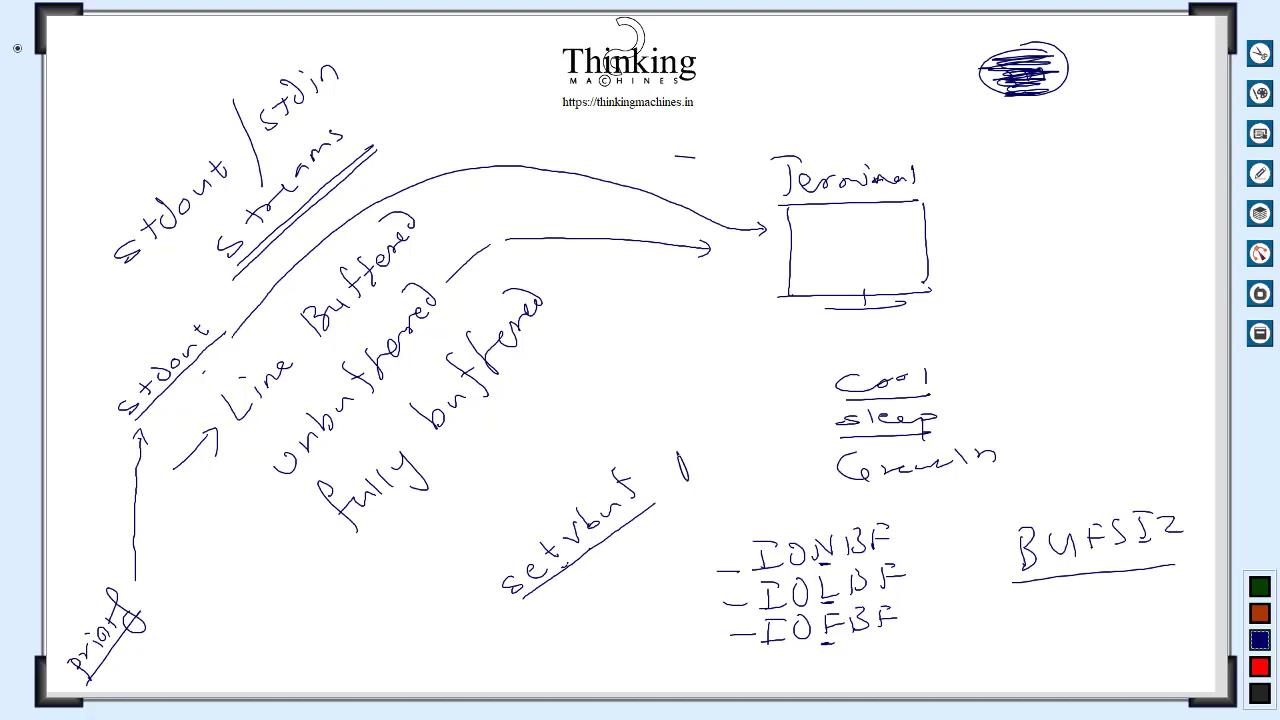 Thinking
MACHINES
https://thinkingmachines.in
stdout / stdin
streams
Terminal
stdout
Line Buffered
unbuffered
fully buffered
printf
Cool
sleep
setvbuf (
_IONBF
_IOLBF
_IOFBF
BUFSIZ